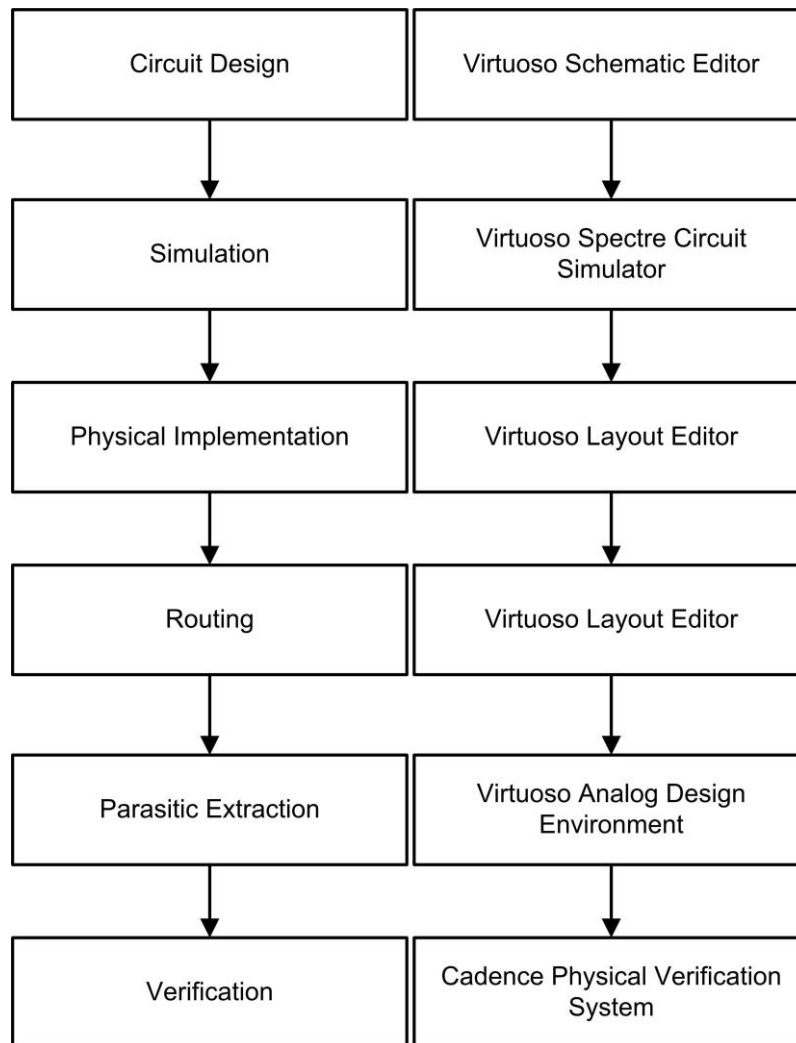 Circuit Design
Virtuoso Schematic Editor
Simulation
Virtuoso Spectre Circuit
Simulator
Physical Implementation
Virtuoso Layout Editor
Routing
Virtuoso Layout Editor
Parasitic Extraction
Virtuoso Analog Design
Environment
Verification
Cadence Physical Verification
System